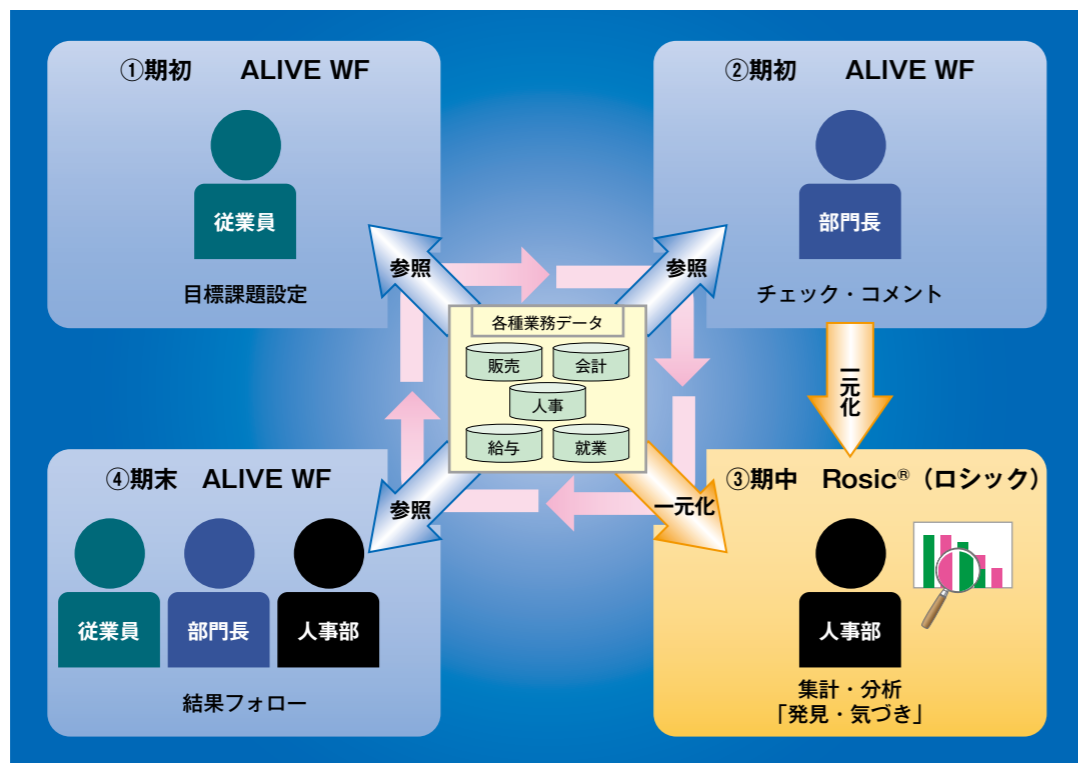 ①期初 ALIVE WF
従業員
目標課題設定
②期初 ALIVE WF
部門長
チェック・コメント
参照
参照
各種業務データ
販売
会計
人事
給与
就業
一元化
参照
一元化
③期中 Rosic®（ロシック）
人事部
集計・分析
「発見・気づき」
④期末 ALIVE WF
従業員
部門長
人事部
結果フォロー